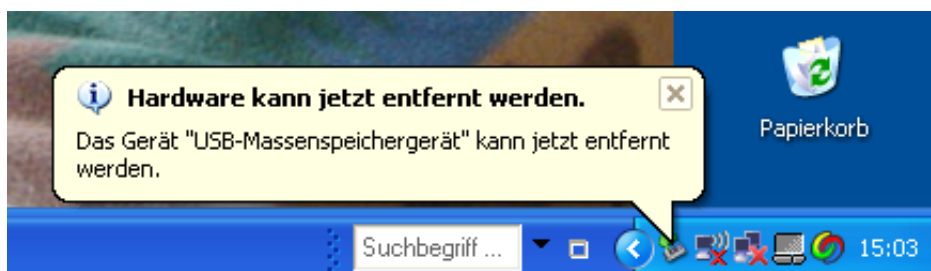 Hardware kann jetzt entfernt werden.
Das Gerät "USB-Massenspeichergerät" kann jetzt entfernt
werden.
Papierkorb
Suchbegriff ...
15:03